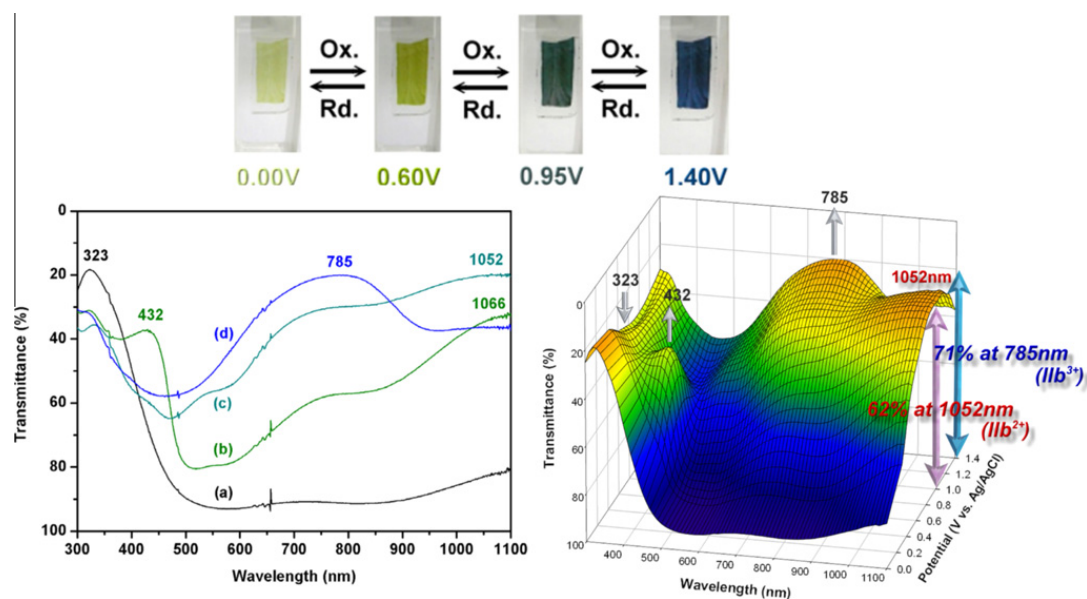 Ox. Ox. Ox.
Rd. Rd. Rd.
0.00V 0.60V 0.95V 1.40V
0
20
40
60
80
100
Transmittance (%)
323
432
785
1052
1066
(d)
(c)
(b)
(a)
300 400 500 600 700 800 900 1000 1100
Wavelength (nm)
785
323
432
1052nm
71% at 785nm
(IIb3+)
62% at 1052nm
(IIb2+)
0
20
40
60
80
100
Transmittance (%)
400 500 600 700 800 900 1000 1100
Wavelength (nm)
0.0
0.2
0.4
0.6
0.8
1.0
1.2
1.4
Potential (V vs. Ag/AgCl)